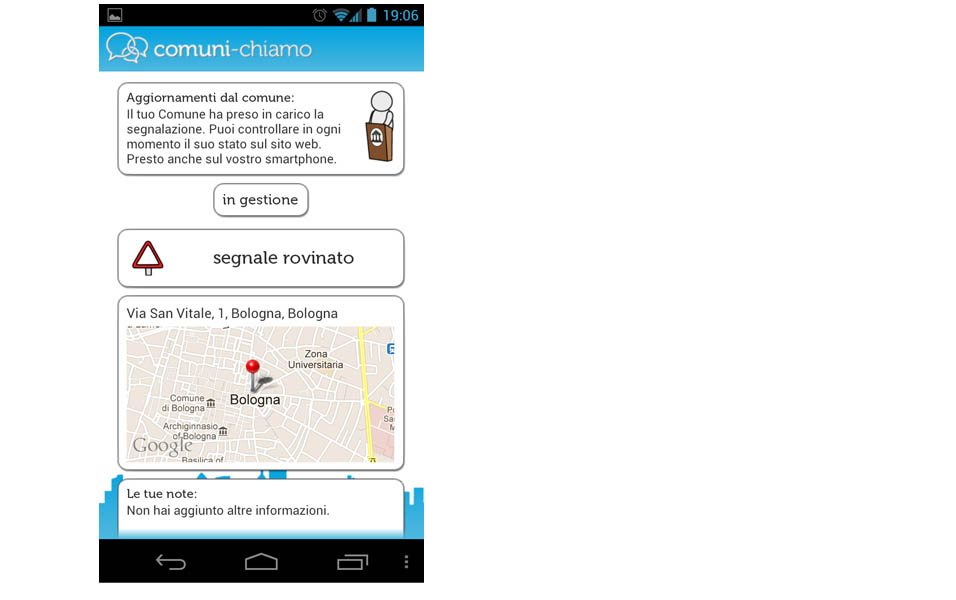 19:06
comuni-chiamo
Aggiornamenti dal comune:
Il tuo Comune ha preso in carico la
segnalazione. Puoi controllare in ogni
momento il suo stato sul sito web.
Presto anche sul vostro smartphone.
in gestione
segnale rovinato
Via San Vitale, 1, Bologna, Bologna
Zona
Universitaria
Comune
di Bologna
Bologna
Archiginnasio
of Bologna
Google
Basilica of
Le tue note:
Non hai aggiunto altre informazioni.